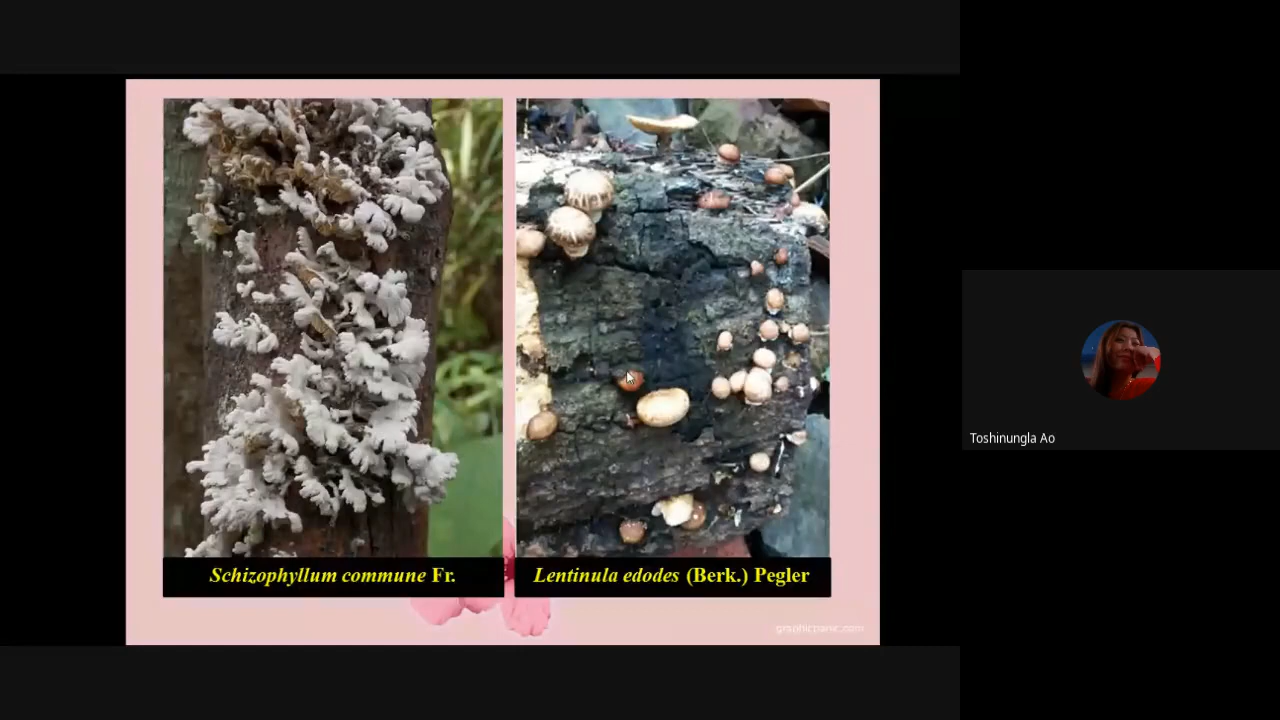 Schizophyllum commune Fr.
Lentinula edodes (Berk.) Pegler
graphicpanic.com
Toshinungla Ao